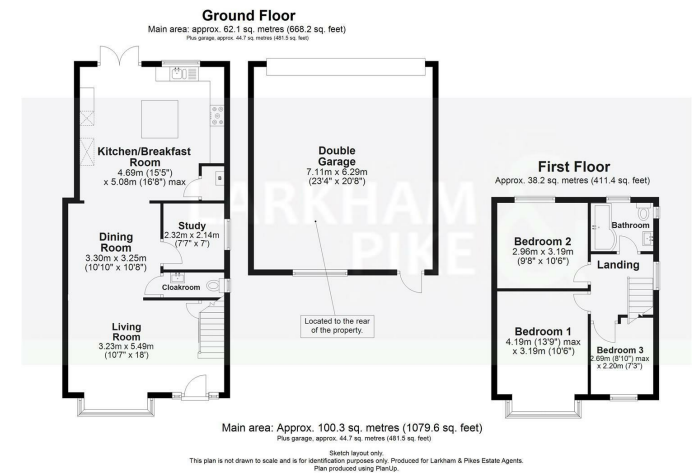 Ground Floor
Main area: approx. 62.1 sq. metres (668.2 sq. feet)
Plus garage, approx. 44.7 sq. metres (481.5 sq. feet)
Kitchen/Breakfast
Room
4.69m (15'5")
x 5.08m (16'8") max
Study
2.32m x 2.14m
(7'7" x 7')
Dining
Room
3.30m x 3.25m
(10'10" x 10'8")
Cloakroom
Living
Room
3.23m x 5.49m
(10'7" x 18')
Double
Garage
7.11m x 6.29m
(23'4" x 20'8")
Located to the rear
of the property.
First Floor
Approx. 38.2 sq. metres (411.4 sq. feet)
Bathroom
Bedroom 2
2.96m x 3.19m
(9'8" x 10'6")
Landing
Bedroom 1
4.19m (13'9") max
x 3.19m (10'6")
Bedroom 3
2.69m (8'10") max
x 2.20m (7'3")
LARKHAM
PIKE
Main area: Approx. 100.3 sq. metres (1079.6 sq. feet)
Plus garage, approx. 44.7 sq. metres (481.5 sq. feet)
Sketch layout only.
This plan is not drawn to scale and is for identification purposes only. Produced for Larkham & Pikes Estate Agents.
Plan produced using PlanUp.